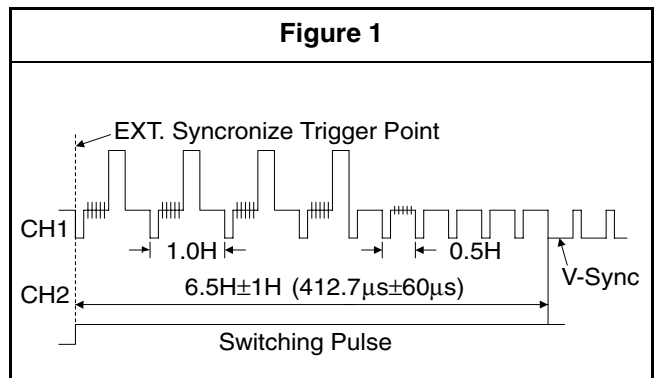 Figure 1
EXT. Syncronize Trigger Point
CH1
1.0H
0.5H
V-Sync
CH2
6.5H±1H (412.7µs±60µs)
Switching Pulse